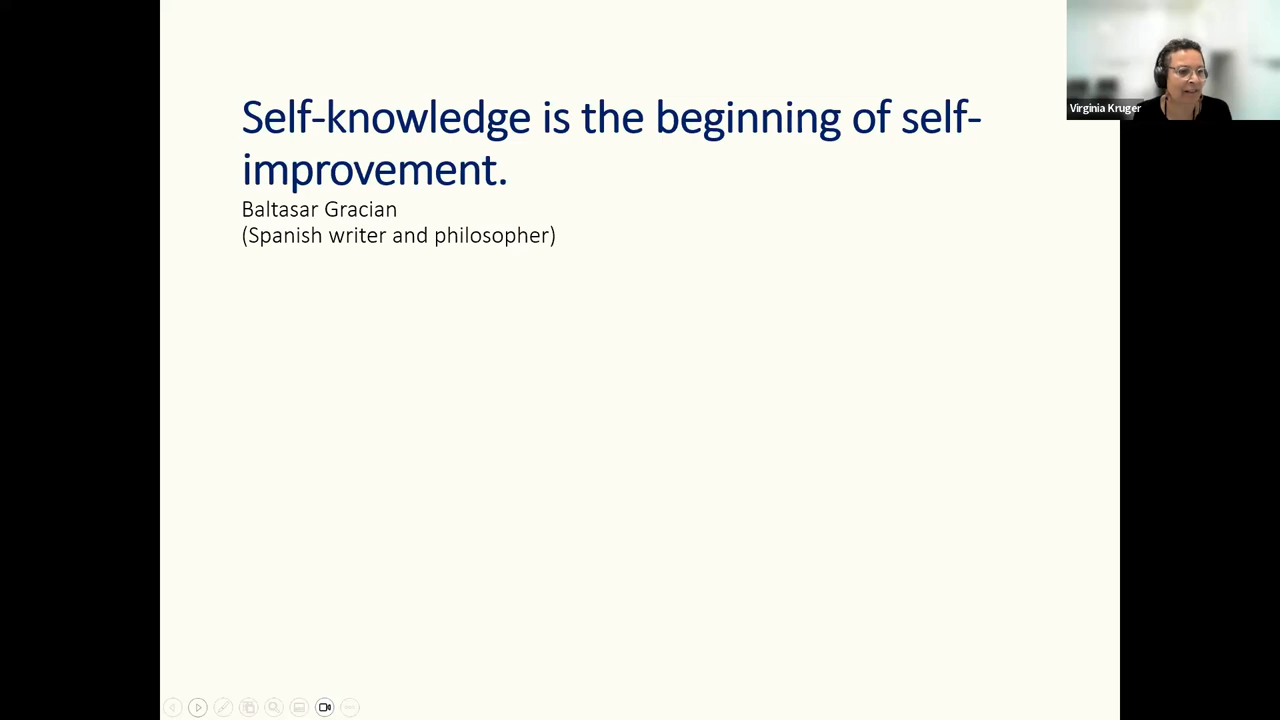 Self-knowledge is the beginning of self-
improvement.
Baltasar Gracian
(Spanish writer and philosopher)
Virginia Kruger